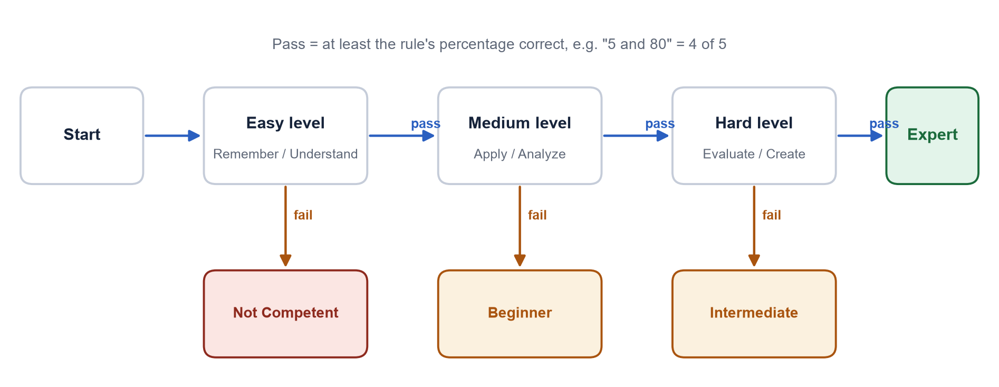 Pass = at least the rule's percentage correct, e.g. "5 and 80" = 4 of 5
Start
Easy level
Remember / Understand
pass
Medium level
Apply / Analyze
pass
Hard level
Evaluate / Create
pass
Expert
fail
fail
fail
Not Competent
Beginner
Intermediate